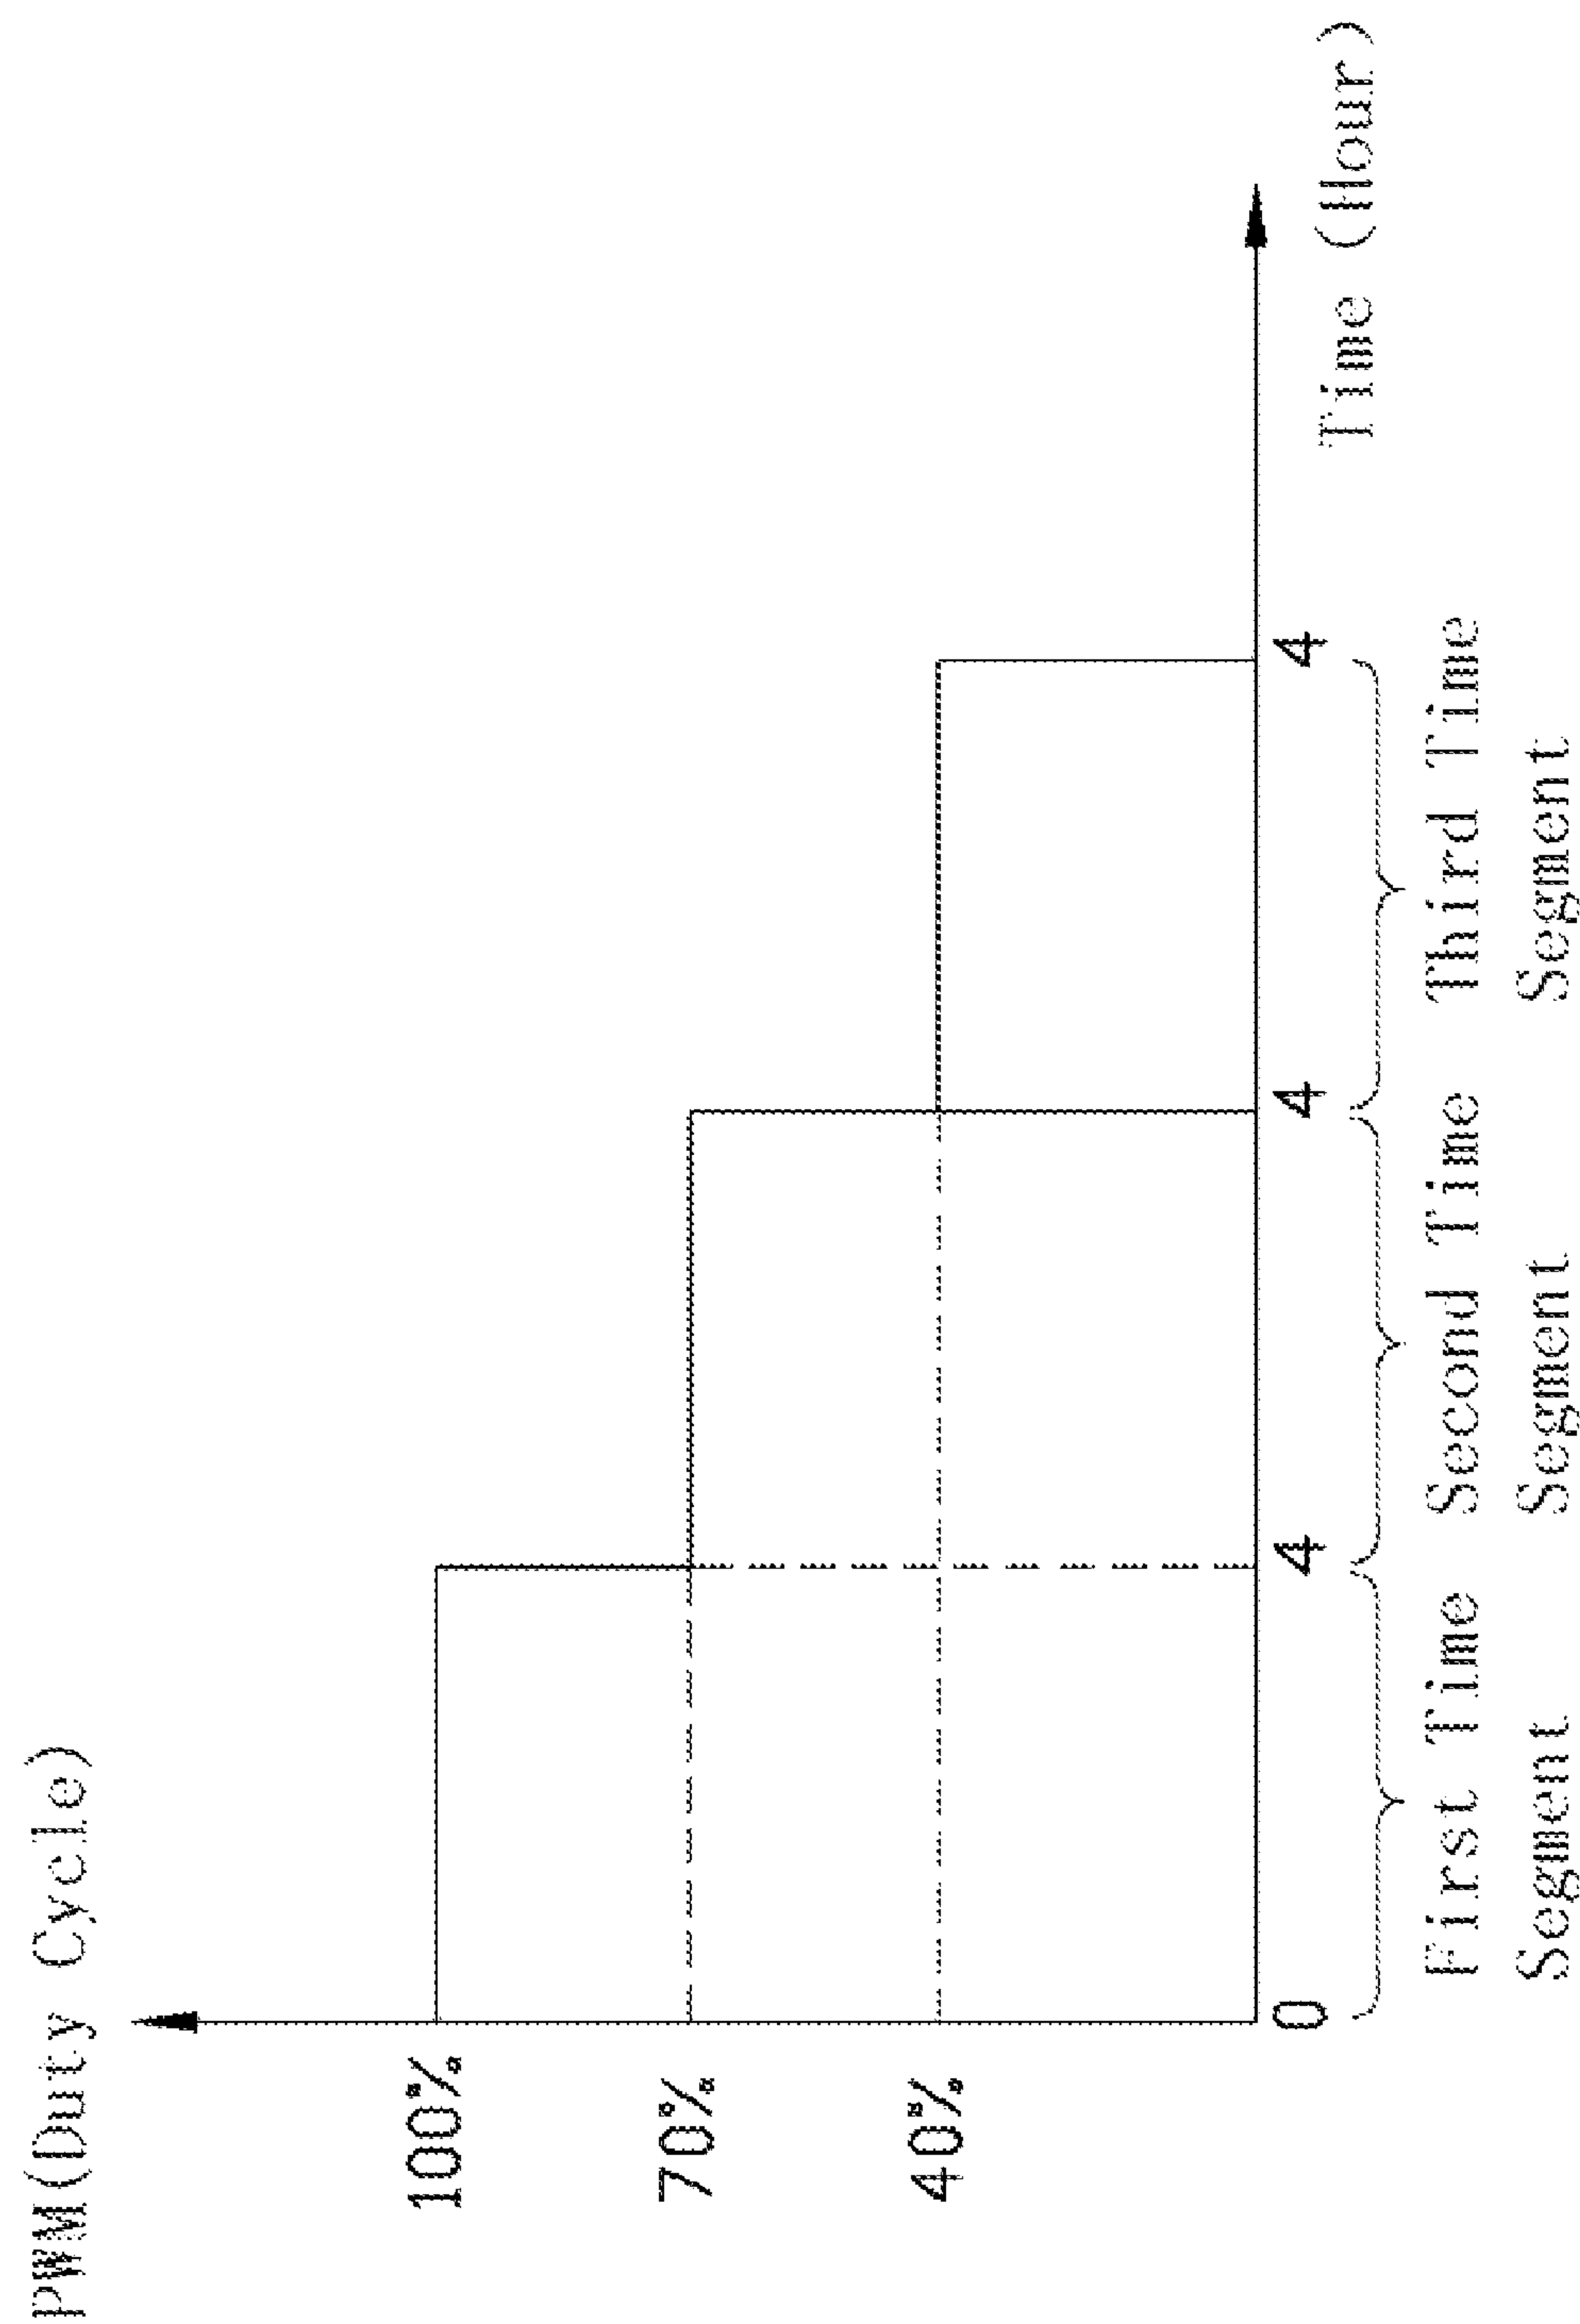 PWM(Duty Cycle)
100%
70%
40%
0
4
4
4
Time (Hour)
First Time
Segment
Second Time
Segment
Third Time
Segment